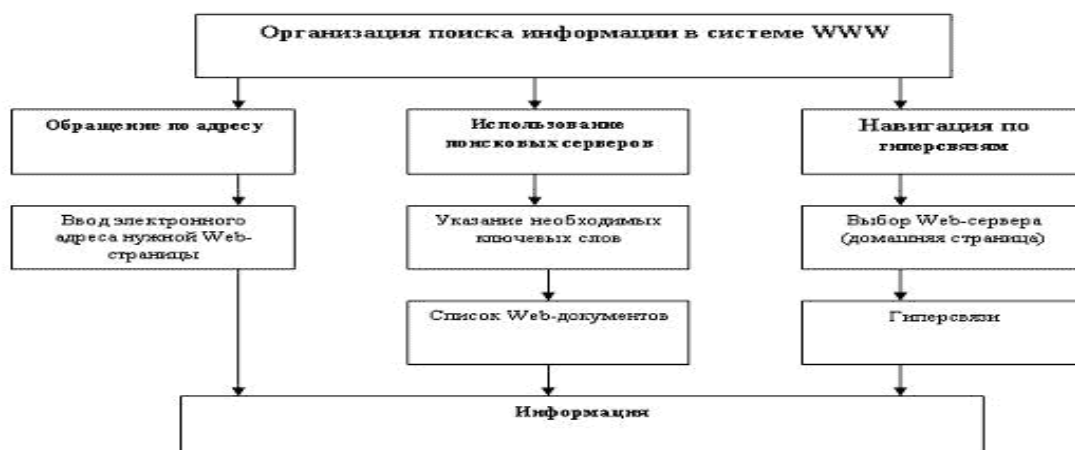 Организация поиска информации в системе WWW
Обращение по адресу
Использование
поисковых серверов
Навигация по
гиперсвязям
Ввод электронного
адреса нужной Web-
страницы
Указание необходимых
ключевых слов
Выбор Web-сервера
(домашняя страница)
Список Web-документов
Гиперсвязи
Информация